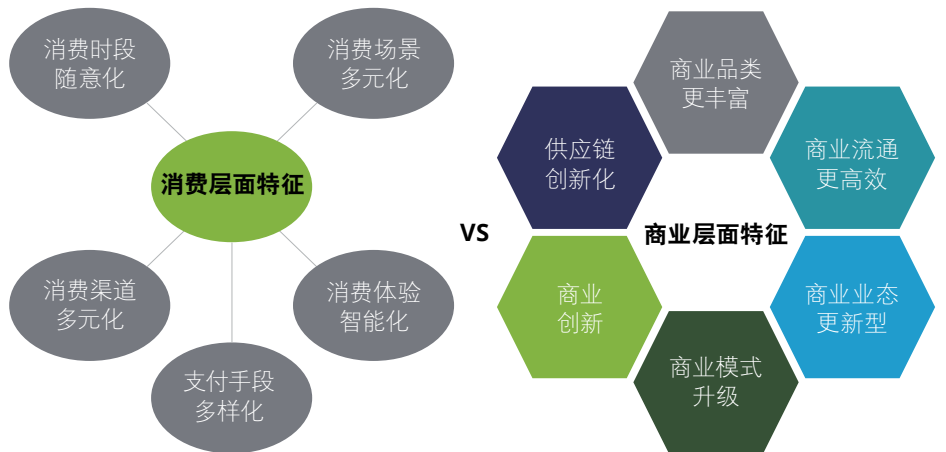 消费时段
随意化
消费场景
多元化
消费层面特征
消费渠道
多元化
消费体验
智能化
支付手段
多样化
VS
商业品类
更丰富
供应链
创新化
商业流通
更高效
商业层面特征
商业
创新
商业业态
更新型
商业模式
升级